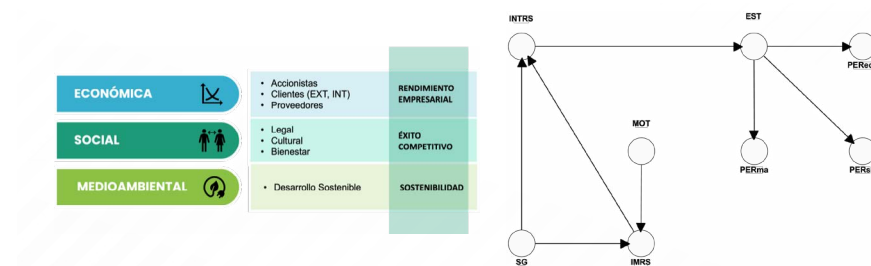 ECONÓMICA
• Accionistas
• Clientes (EXT, INT)
• Proveedores
RENDIMIENTO
EMPRESARIAL
SOCIAL
• Legal
• Cultural
• Bienestar
ÉXITO
COMPETITIVO
MEDIOAMBIENTAL
• Desarrollo Sostenible
SOSTENIBILIDAD
INTRS
EST
PERec
MOT
PERma
SG
IMRS